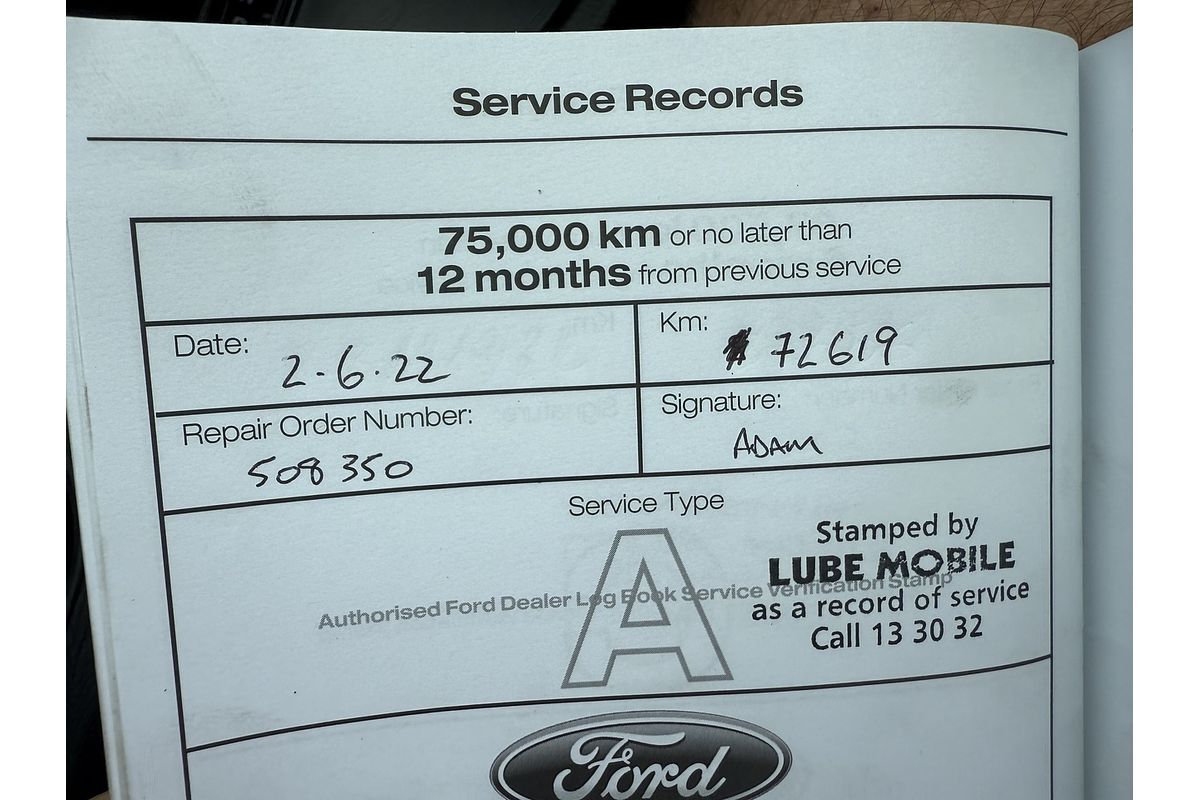 Service Records
75,000 km or no later than
12 months from previous service
Date:
2.6.22
Km:
72619
Repair Order Number:
508350
Signature:
ADAM
Service Type
A
Authorised Ford Dealer Log Book Service Verification Stamp
Stamped by
LUBE MOBILE
as a record of service
Call 13 30 32
Ford